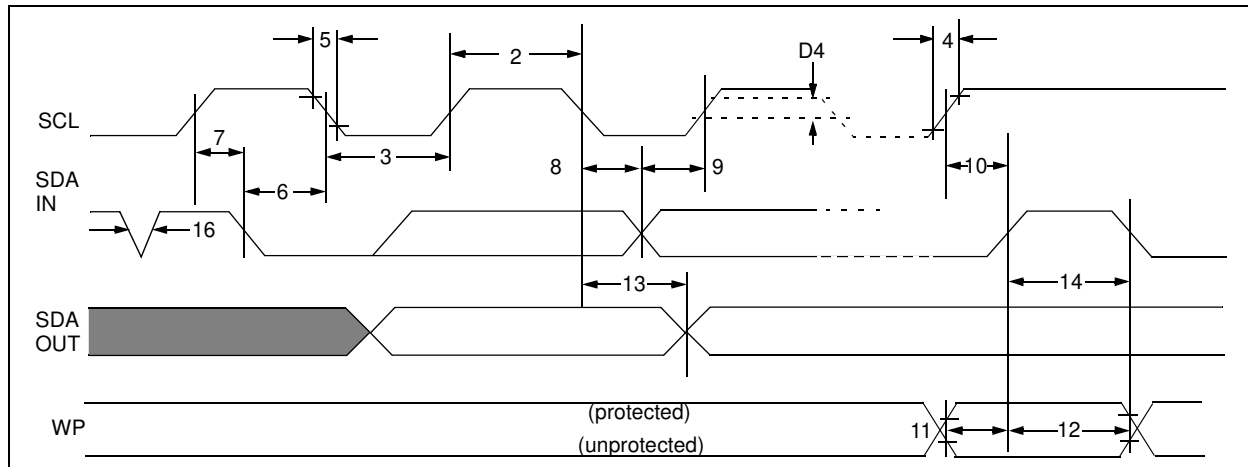 5
4
2
D4
SCL
7
3
8
9
10
6
SDA
IN
16
13
14
SDA
OUT
WP
(protected)
(unprotected)
11
12